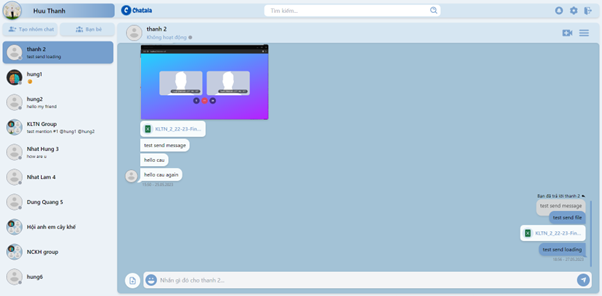 Huu Thanh
Chatala
Tìm kiếm...
Tạo nhóm chat
Bạn bè
thanh 2
test send loading
hung1
hung2
hello my friend
KLTN Group
last mention #1 @hung1 @hung2
Nhat Hung 3
how are u
Nhat Lam 4
Dung Quang 5
Hội anh em cây khế
NCKH group
hung6
thanh 2
Không hoạt động
KLTN_2_22-23-Fin...
test send message
hello cau
hello cau again
Bạn đã trả lời thanh 2
test send message
test send file
KLTN_2_22-23-Fin...
test send loading
Nhắn gì đó cho thanh 2...